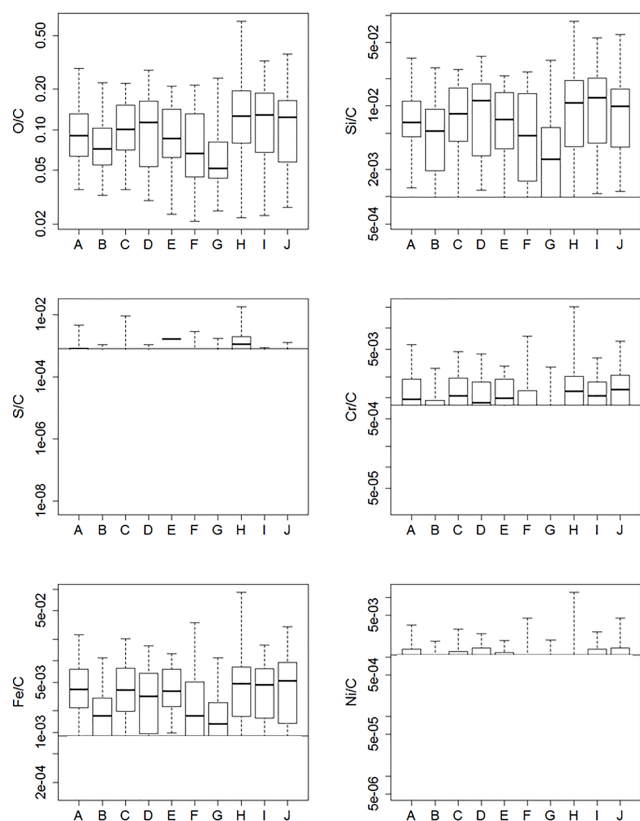 O/C
0.50
0.20
0.10
0.05
0.02
A B C D E F G H I J
Si/C
5e-02
1e-02
2e-03
5e-04
A B C D E F G H I J
S/C
1e-02
1e-04
1e-06
1e-08
A B C D E F G H I J
Cr/C
5e-03
5e-04
5e-05
A B C D E F G H I J
Fe/C
5e-02
5e-03
1e-03
2e-04
A B C D E F G H I J
Ni/C
5e-03
5e-04
5e-05
5e-06
A B C D E F G H I J